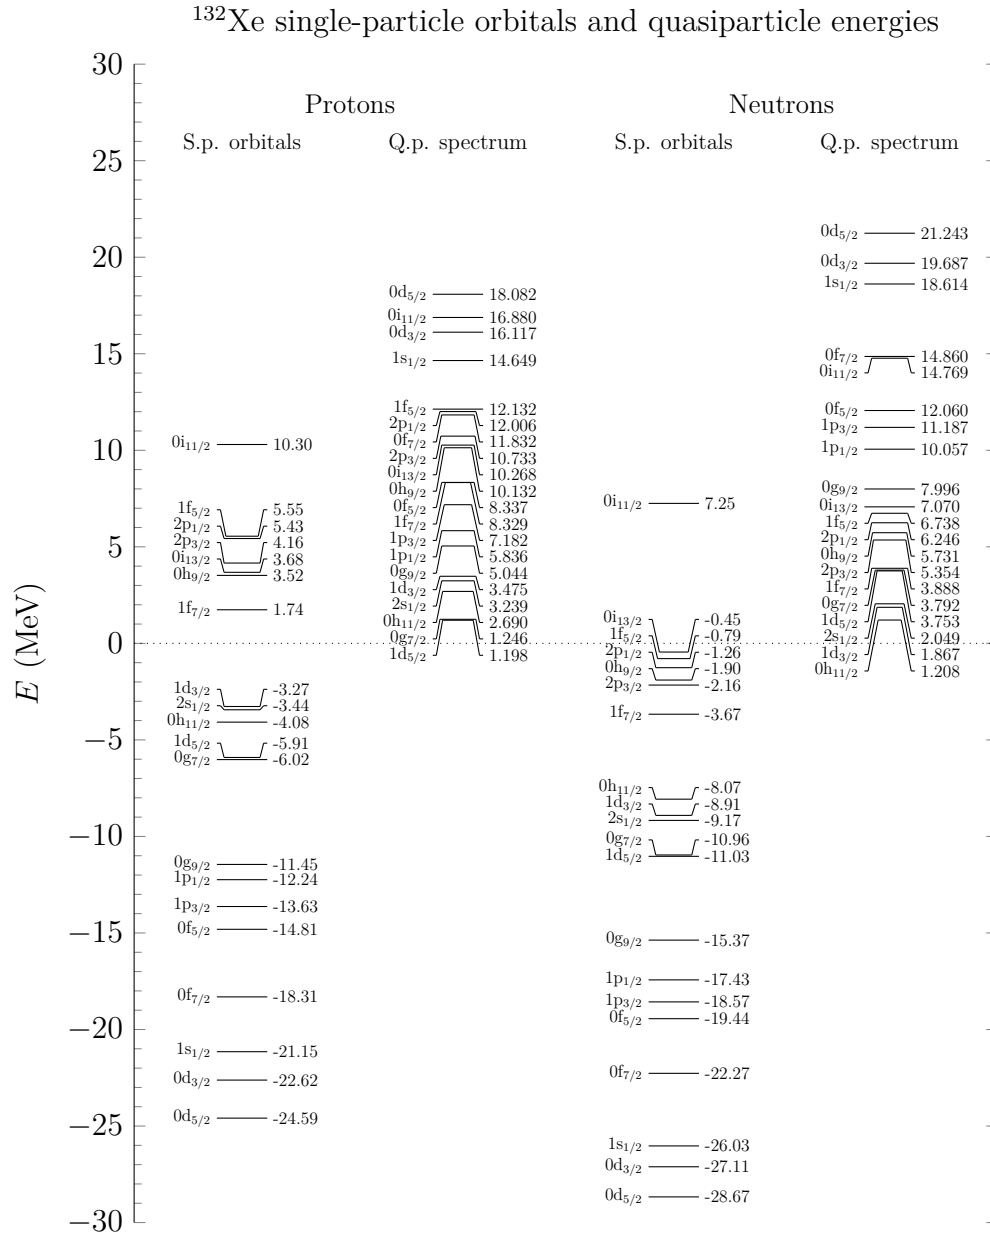 ¹³²Xe single-particle orbitals and quasiparticle energies
E (MeV)
30
25
20
15
10
5
0
−5
−10
−15
−20
−25
−30
Protons
S.p. orbitals
0i11/2 10.30
1f5/2 5.55
2p1/2 5.43
2p3/2 4.16
0i13/2 3.68
0h9/2 3.52
1f7/2 1.74
1d3/2 -3.27
2s1/2 -3.44
0h11/2 -4.08
1d5/2 -5.91
0g7/2 -6.02
0g9/2 -11.45
1p1/2 -12.24
1p3/2 -13.63
0f5/2 -14.81
0f7/2 -18.31
1s1/2 -21.15
0d3/2 -22.62
0d5/2 -24.59
Q.p. spectrum
0d5/2 18.082
0i11/2 16.880
0d3/2 16.117
1s1/2 14.649
1f5/2 12.132
2p1/2 12.006
0f7/2 11.832
2p3/2 10.733
0i13/2 10.268
0h9/2 10.132
0f5/2 8.337
1f7/2 8.329
1p3/2 7.182
1p1/2 5.836
0g9/2 5.044
1d3/2 3.475
2s1/2 3.239
0h11/2 2.690
0g7/2 1.246
1d5/2 1.198
Neutrons
S.p. orbitals
0i11/2 7.25
0i13/2 -0.45
1f5/2 -0.79
2p1/2 -1.26
0h9/2 -1.90
2p3/2 -2.16
1f7/2 -3.67
0h11/2 -8.07
1d3/2 -8.91
2s1/2 -9.17
0g7/2 -10.96
1d5/2 -11.03
0g9/2 -15.37
1p1/2 -17.43
1p3/2 -18.57
0f5/2 -19.44
0f7/2 -22.27
1s1/2 -26.03
0d3/2 -27.11
0d5/2 -28.67
Q.p. spectrum
0d5/2 21.243
0d3/2 19.687
1s1/2 18.614
0f7/2 14.860
0i11/2 14.769
0f5/2 12.060
1p3/2 11.187
1p1/2 10.057
0g9/2 7.996
0i13/2 7.070
1f5/2 6.738
2p1/2 6.246
0h9/2 5.731
2p3/2 5.354
1f7/2 3.888
0g7/2 3.792
1d5/2 3.753
2s1/2 2.049
1d3/2 1.867
0h11/2 1.208